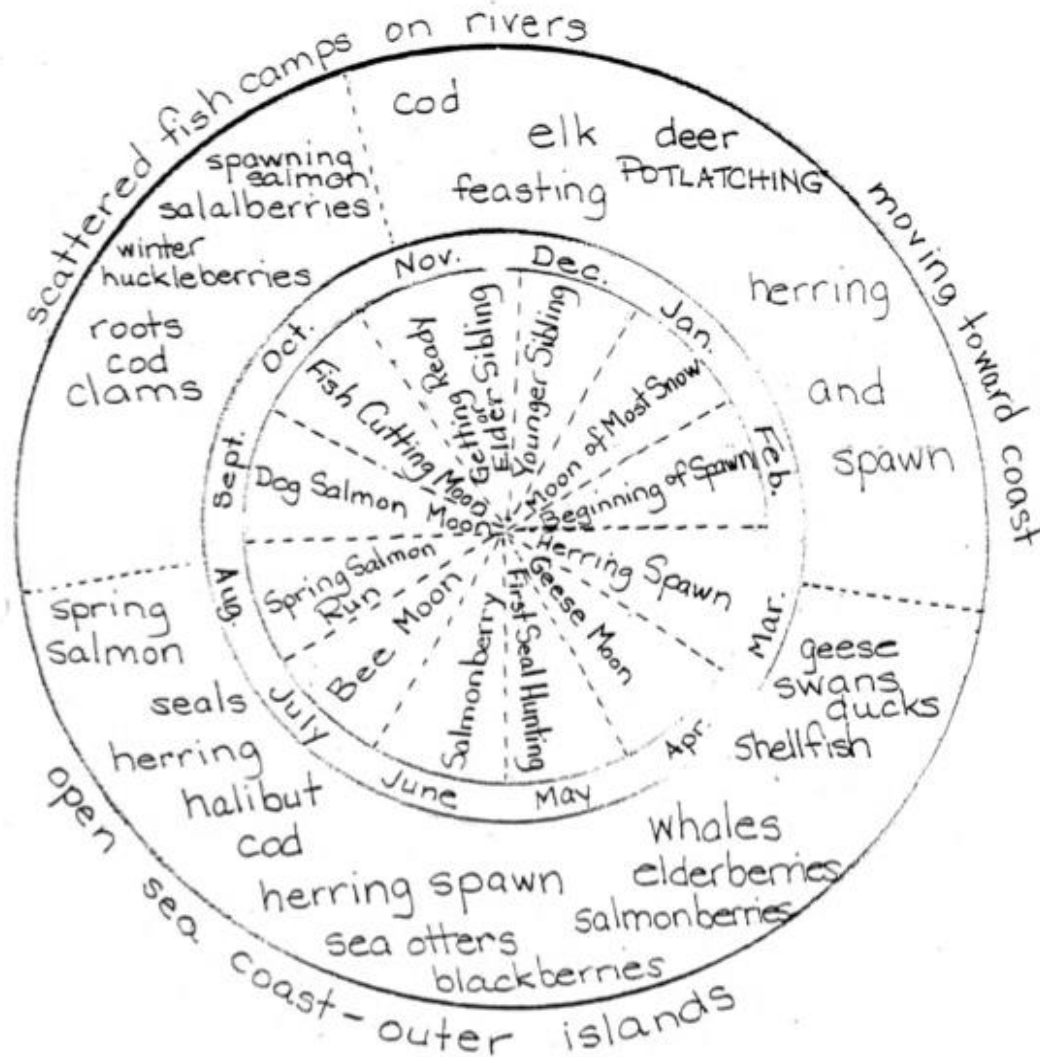 scattered fish camps on rivers
moving toward coast
open sea coast-outer islands
cod
elk deer
feasting POTLATCHING
herring
and
spawn
geese
swans
ducks
shellfish
whales
elderberries
salmonberries
herring spawn
sea otters
blackberries
spring
salmon
seals
herring
halibut
cod
spawning
salmon
salalberries
winter
huckleberries
roots
cod
clams
Nov.
Dec.
Jan.
Feb.
Mar.
Apr.
May
June
July
Aug.
Sept.
Oct.
Getting Ready
or
Elder Sibling
Younger Sibling
Moon of Most Snow
Beginning of Spawn
Herring Spawn
Geese Moon
First Seal Hunting
Salmonberry
Bee Moon
Spring Salmon
Run
Dog Salmon Moon
Fish Cutting Moon